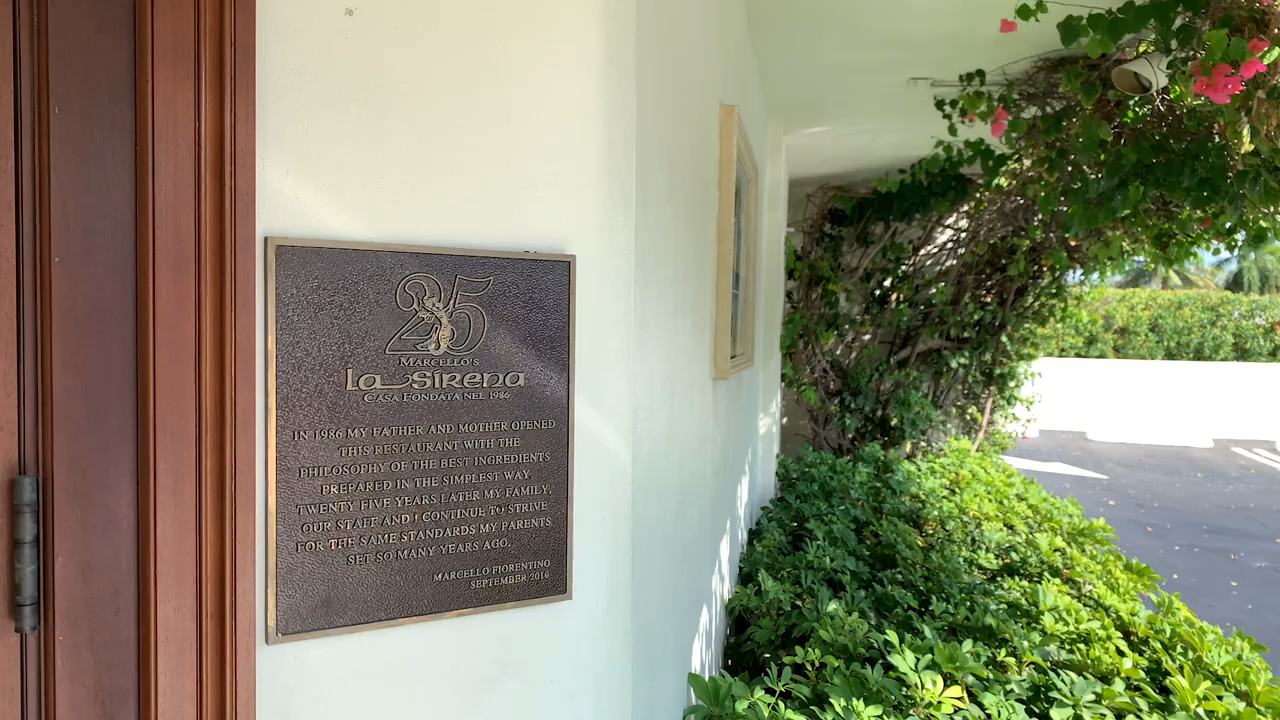 25
MARCELLO'S
La Sirena
CASA FONDATA NEL 1986
IN 1986 MY FATHER AND MOTHER OPENED
THIS RESTAURANT WITH THE
PHILOSOPHY OF THE BEST INGREDIENTS
PREPARED IN THE SIMPLEST WAY.
TWENTY FIVE YEARS LATER MY FAMILY,
OUR STAFF AND I CONTINUE TO STRIVE
FOR THE SAME STANDARDS MY PARENTS
SET SO MANY YEARS AGO.
MARCELLO FIORENTINO
SEPTEMBER 2010